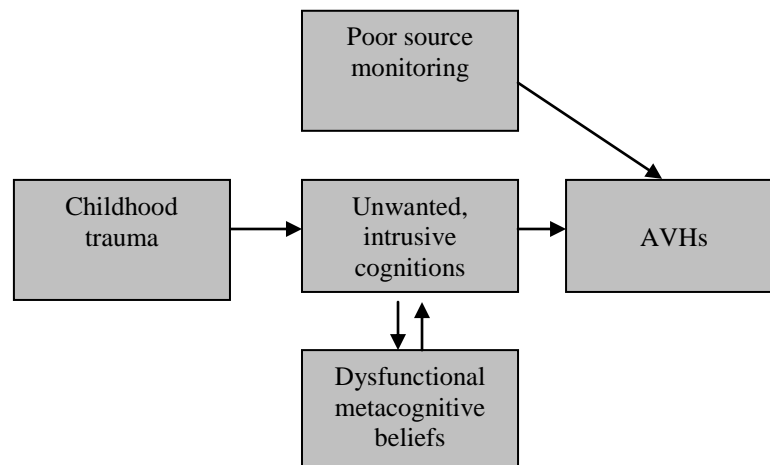 Poor source
monitoring
Childhood
trauma
Unwanted,
intrusive
cognitions
AVHs
Dysfunctional
metacognitive
beliefs